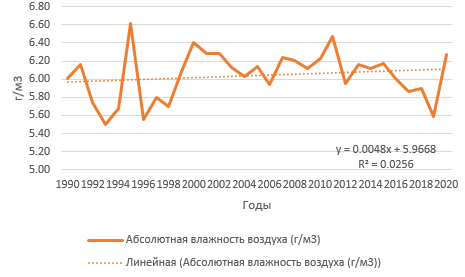 6.80
6.60
6.40
6.20
6.00
5.80
5.60
5.40
5.20
5.00
г/м3
y = 0.0048x + 5.9668
R² = 0.0256
1990 1992 1994 1996 1998 2000 2002 2004 2006 2008 2010 2012 2014 2016 2018 2020
Годы
Абсолютная влажность воздуха (г/м3)
Линейная (Абсолютная влажность воздуха (г/м3))